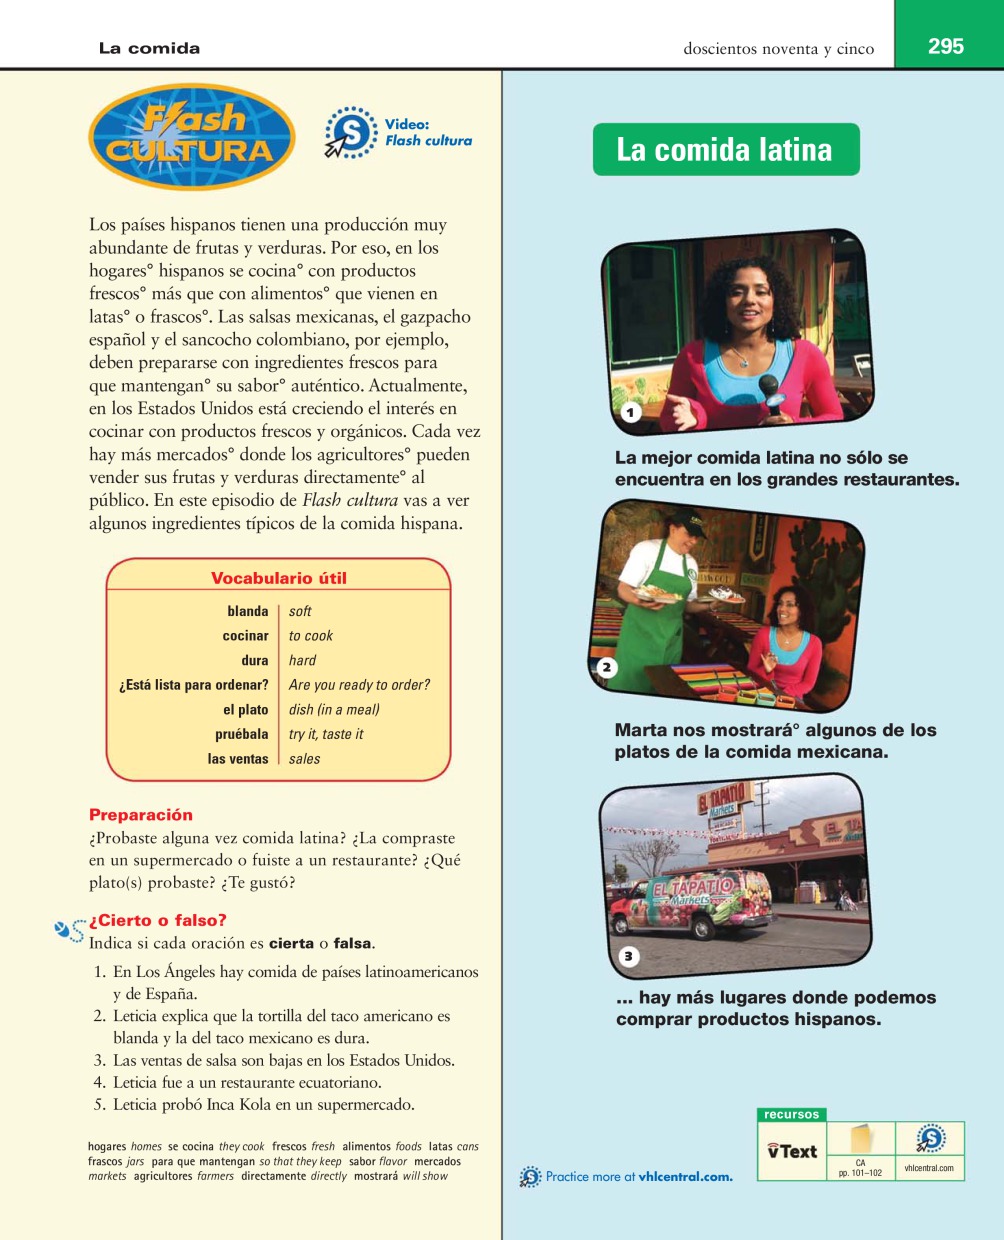 La comida
doscientos noventa y cinco
295
Flash
CULTURA
S
Video:
Flash cultura
Los países hispanos tienen una producción muy
abundante de frutas y verduras. Por eso, en los
hogares° hispanos se cocina° con productos
frescos° más que con alimentos° que vienen en
latas° o frascos°. Las salsas mexicanas, el gazpacho
español y el sancocho colombiano, por ejemplo,
deben prepararse con ingredientes frescos para
que mantengan° su sabor° auténtico. Actualmente,
en los Estados Unidos está creciendo el interés en
cocinar con productos frescos y orgánicos. Cada vez
hay más mercados° donde los agricultores° pueden
vender sus frutas y verduras directamente° al
público. En este episodio de Flash cultura vas a ver
algunos ingredientes típicos de la comida hispana.
Vocabulario útil
blanda soft
cocinar to cook
dura hard
¿Está lista para ordenar? Are you ready to order?
el plato dish (in a meal)
pruébala try it, taste it
las ventas sales
Preparación
¿Probaste alguna vez comida latina? ¿La compraste
en un supermercado o fuiste a un restaurante? ¿Qué
plato(s) probaste? ¿Te gustó?
¿Cierto o falso?
Indica si cada oración es cierta o falsa.
1. En Los Ángeles hay comida de países latinoamericanos
y de España.
2. Leticia explica que la tortilla del taco americano es
blanda y la del taco mexicano es dura.
3. Las ventas de salsa son bajas en los Estados Unidos.
4. Leticia fue a un restaurante ecuatoriano.
5. Leticia probó Inca Kola en un supermercado.
hogares homes se cocina they cook frescos fresh alimentos foods latas cans
frascos jars para que mantengan so that they keep sabor flavor mercados
markets agricultores farmers directamente directly mostrará will show
La comida latina
1
La mejor comida latina no sólo se
encuentra en los grandes restaurantes.
2
Marta nos mostrará° algunos de los
platos de la comida mexicana.
EL TAPATIO
Markets
EL TA
EL TAPATIO
Markets
3
... hay más lugares donde podemos
comprar productos hispanos.
S Practice more at vhlcentral.com.
recursos
vText
CA
pp. 101–102
S
vhlcentral.com